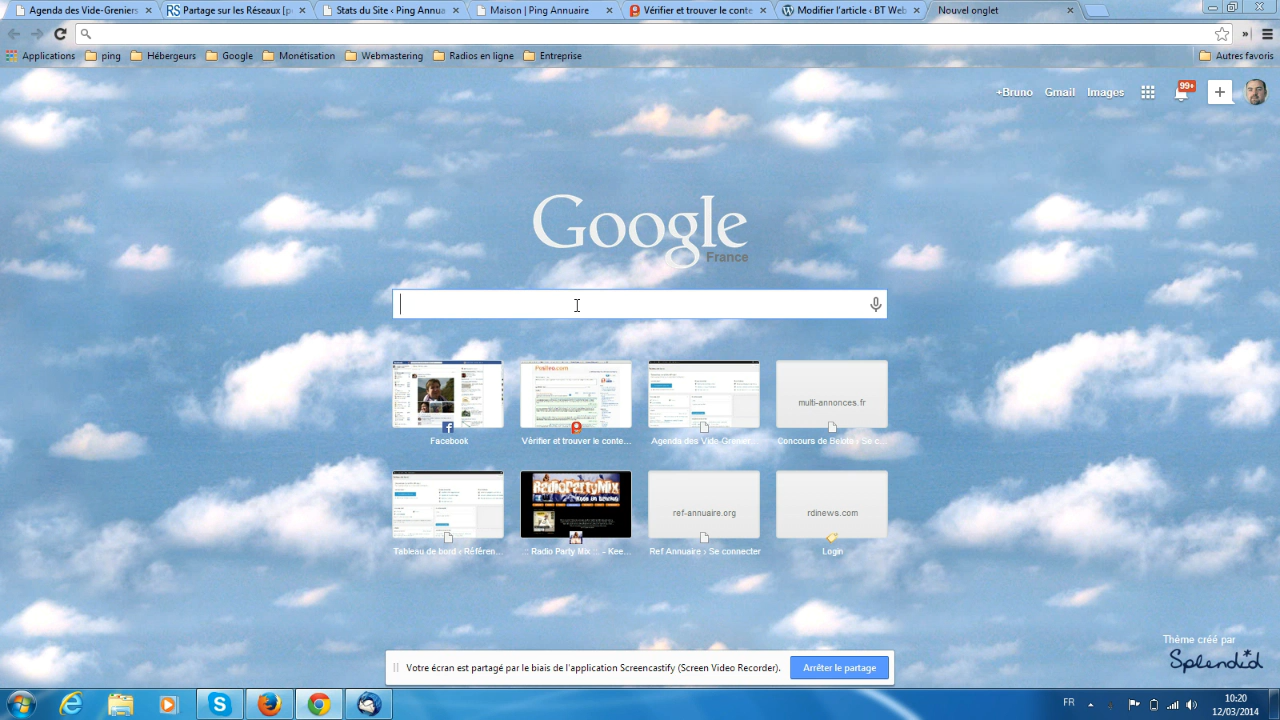 Agenda des Vide-Greniers
RS Partage sur les Réseaux [p
Stats du Site ‹ Ping Annua
Maison | Ping Annuaire
Vérifier et trouver le conte
Modifier l'article ‹ BT Web
Nouvel onglet
Applications
ping
Hébergeurs
Google
Monétisation
Webmastering
Radios en ligne
Entreprise
Autres favoris
+Bruno Gmail Images 99+
Google
France
multi-annonces.fr
Facebook
Vérifier et trouver le conte...
Agenda des Vide-Grenier...
Concours de Belote › Se c...
RadioPartyMix
ref-annuaire.org
rdinews.com
Tableau de bord ‹ Référen...
.: Radio Party Mix :. - Kee...
Ref Annuaire › Se connecter
Login
Thème créé par
Splendid
Votre écran est partagé par le biais de l'application Screencastify (Screen Video Recorder).
Arrêter le partage
FR
10:20
12/03/2014